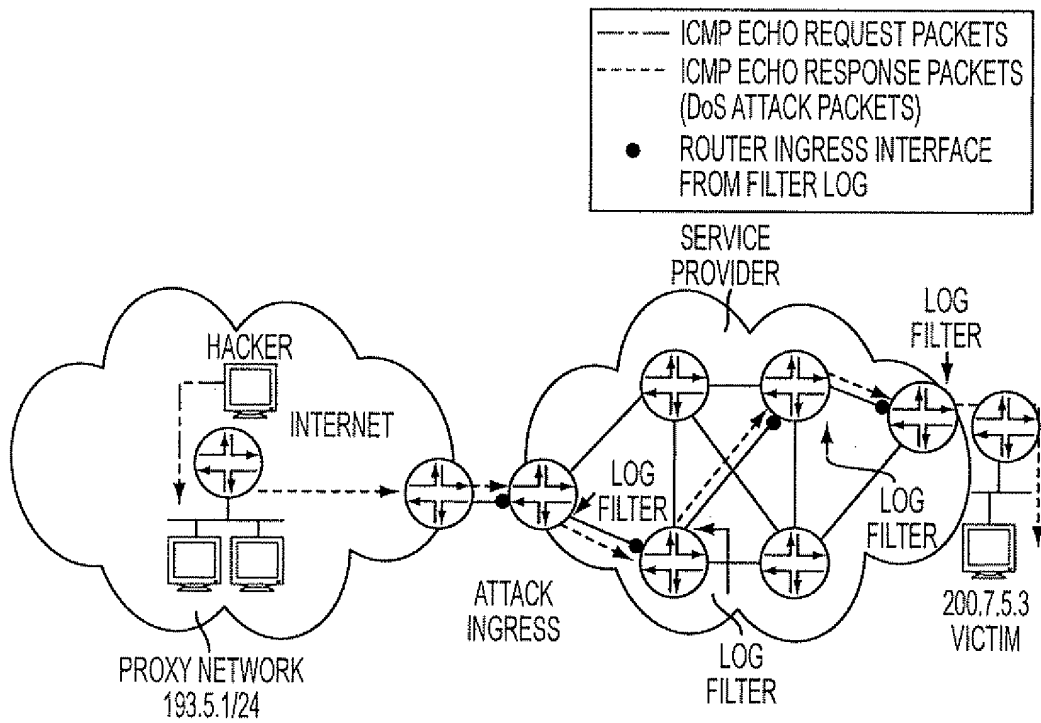 ICMP ECHO REQUEST PACKETS
ICMP ECHO RESPONSE PACKETS
(DoS ATTACK PACKETS)
ROUTER INGRESS INTERFACE
FROM FILTER LOG
SERVICE
PROVIDER
LOG
FILTER
HACKER
INTERNET
LOG
FILTER
LOG
FILTER
ATTACK
INGRESS
200.7.5.3
VICTIM
LOG
FILTER
PROXY NETWORK
193.5.1/24